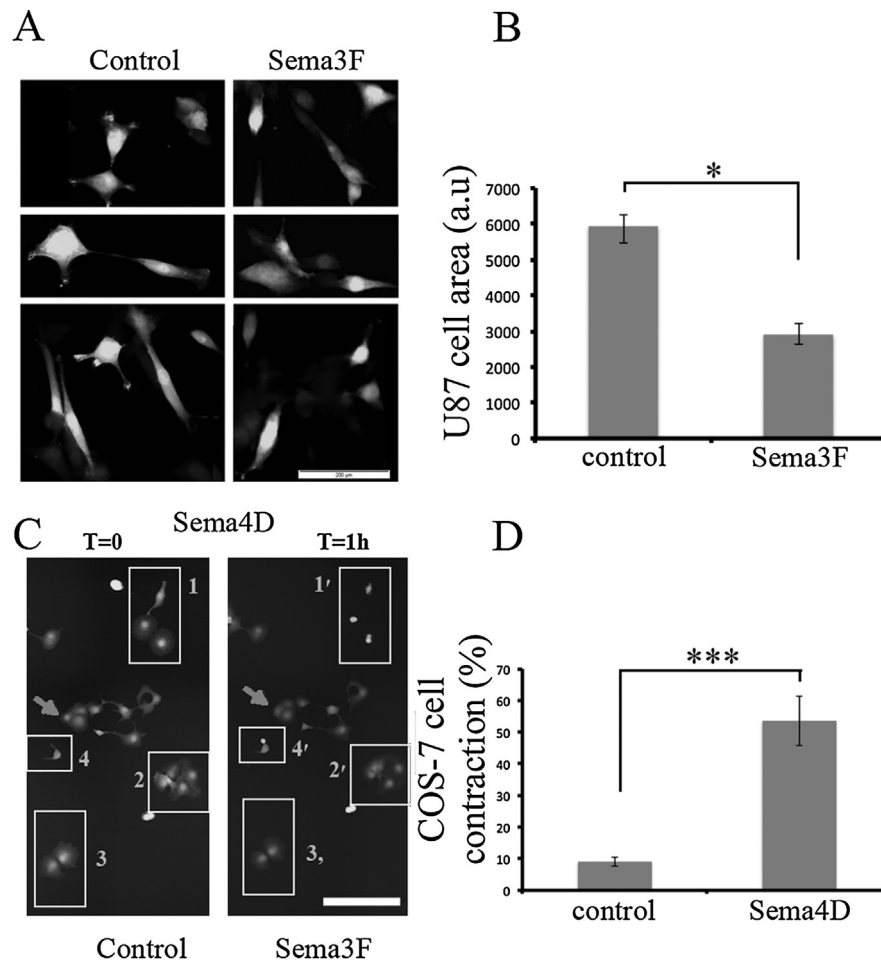 A
Control Sema3F
200 μm
B
*
U87 cell area (a.u)
7000
6000
5000
4000
3000
2000
1000
0
control Sema3F
C
Sema4D
T=0 T=1h
1 1'
4 4'
2 2'
3 3,
Control Sema3F
D
***
COS-7 cell
contraction (%)
70
60
50
40
30
20
10
0
control Sema4D